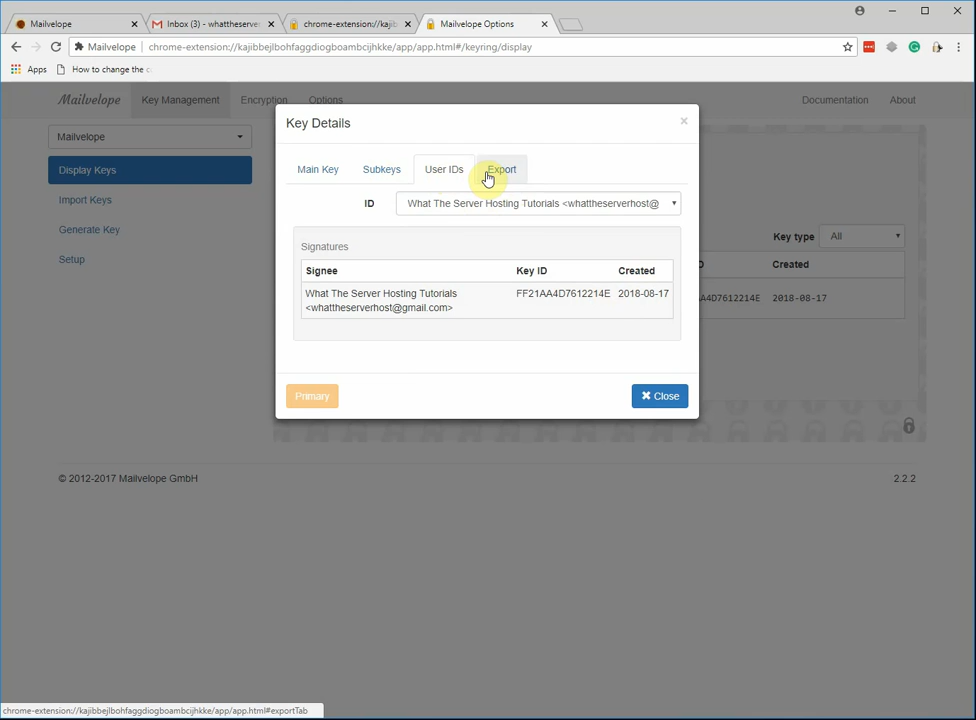 Mailvelope
Inbox (3) - whattheserver
chrome-extension://kajib
Mailvelope Options
Mailvelope | chrome-extension://kajibbejlbohfaggdiogboambcijhkke/app/app.html#/keyring/display
Apps How to change the c
Mailvelope Key Management Encryption Options Documentation About
Mailvelope
Display Keys
Import Keys
Generate Key
Setup
Key Details ×
Main Key Subkeys User IDs Export
ID What The Server Hosting Tutorials <whattheserverhost@
Signatures
Signee Key ID Created
What The Server Hosting Tutorials FF21AA4D7612214E 2018-08-17
<whattheserverhost@gmail.com>
Primary
Close
Key type All
D Created
A4D7612214E 2018-08-17
© 2012-2017 Mailvelope GmbH 2.2.2
chrome-extension://kajibbejlbohfaggdiogboambcijhkke/app/app.html#exportTab